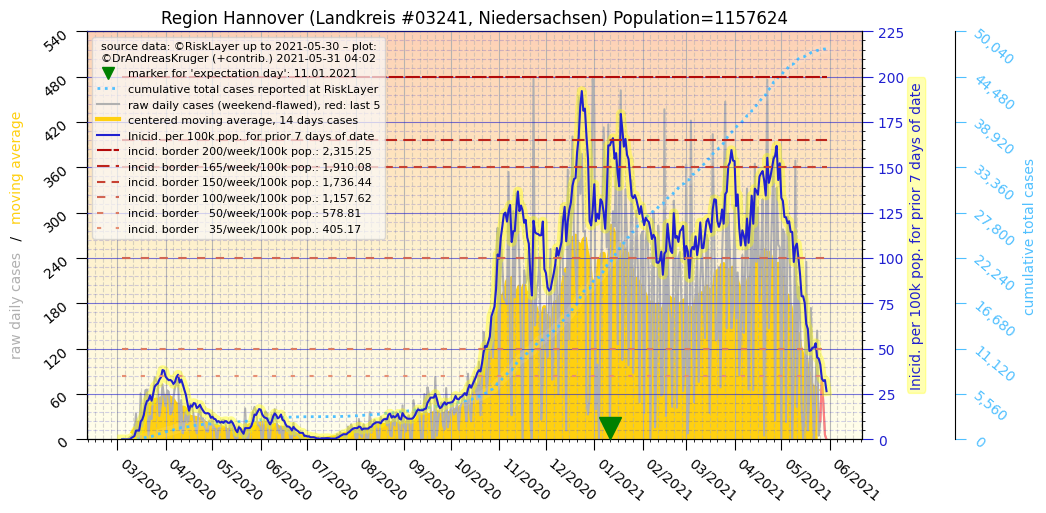 Region Hannover (Landkreis #03241, Niedersachsen) Population=1157624
source data: ©RiskLayer up to 2021-05-30 – plot:
©DrAndreasKruger (+contrib.) 2021-05-31 04:02
marker for 'expectation day': 11.01.2021
cumulative total cases reported at RiskLayer
raw daily cases (weekend-flawed), red: last 5
centered moving average, 14 days cases
Inicid. per 100k pop. for prior 7 days of date
incid. border 200/week/100k pop.: 2,315.25
incid. border 165/week/100k pop.: 1,910.08
incid. border 150/week/100k pop.: 1,736.44
incid. border 100/week/100k pop.: 1,157.62
incid. border   50/week/100k pop.: 578.81
incid. border   35/week/100k pop.: 405.17
raw daily cases / moving average
540
480
420
360
300
240
180
120
60
0
03/2020
04/2020
05/2020
06/2020
07/2020
08/2020
09/2020
10/2020
11/2020
12/2020
01/2021
02/2021
03/2021
04/2021
05/2021
06/2021
225
200
175
150
125
100
75
50
25
0
Inicid. per 100k pop. for prior 7 days of date
50,040
44,480
38,920
33,360
27,800
22,240
16,680
11,120
5,560
0
cumulative total cases